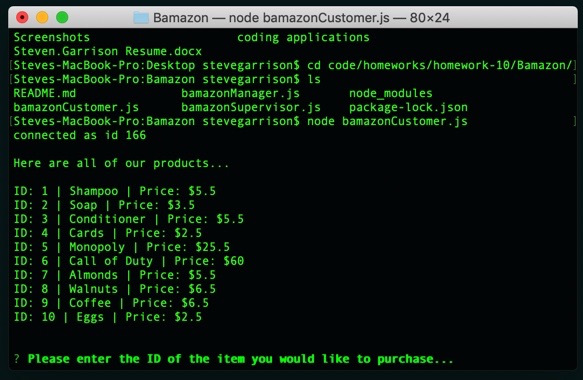 Bamazon — node bamazonCustomer.js — 80×24
Screenshots coding applications
Steven.Garrison Resume.docx
[Steves-MacBook-Pro:Desktop stevegarrison$ cd code/homeworks/homework-10/Bamazon/]
[Steves-MacBook-Pro:Bamazon stevegarrison$ ls ]
README.md bamazonManager.js node_modules
bamazonCustomer.js bamazonSupervisor.js package-lock.json
[Steves-MacBook-Pro:Bamazon stevegarrison$ node bamazonCustomer.js ]
connected as id 166
Here are all of our products...
ID: 1 | Shampoo | Price: $5.5
ID: 2 | Soap | Price: $3.5
ID: 3 | Conditioner | Price: $5.5
ID: 4 | Cards | Price: $2.5
ID: 5 | Monopoly | Price: $25.5
ID: 6 | Call of Duty | Price: $60
ID: 7 | Almonds | Price: $5.5
ID: 8 | Walnuts | Price: $6.5
ID: 9 | Coffee | Price: $6.5
ID: 10 | Eggs | Price: $2.5
? Please enter the ID of the item you would like to purchase...